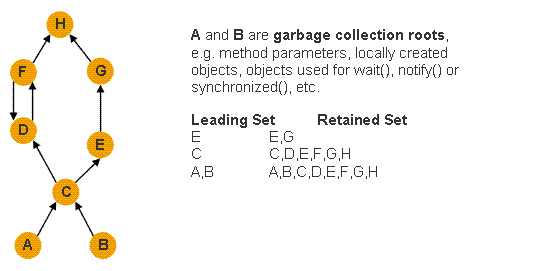 H
F
G
D
E
C
A
B
A and B are garbage collection roots,
e.g. method parameters, locally created
objects, objects used for wait(), notify() or
synchronized(), etc.
Leading Set Retained Set
E E,G
C C,D,E,F,G,H
A,B A,B,C,D,E,F,G,H